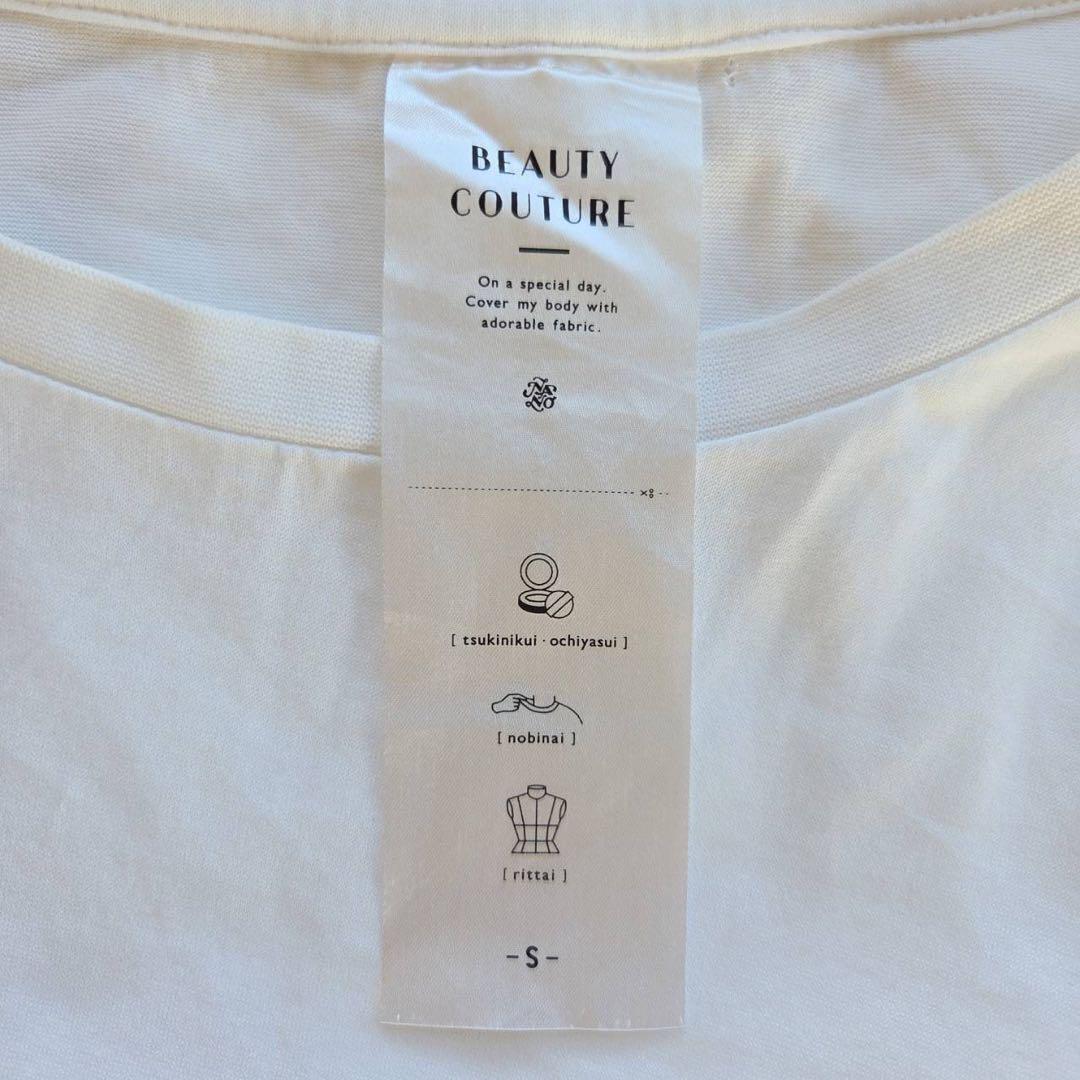 BEAUTY
COUTURE
On a special day.
Cover my body with
adorable fabric.
[ tsukinikui · ochiyasui ]
[ nobinai ]
[ rittai ]
-S-